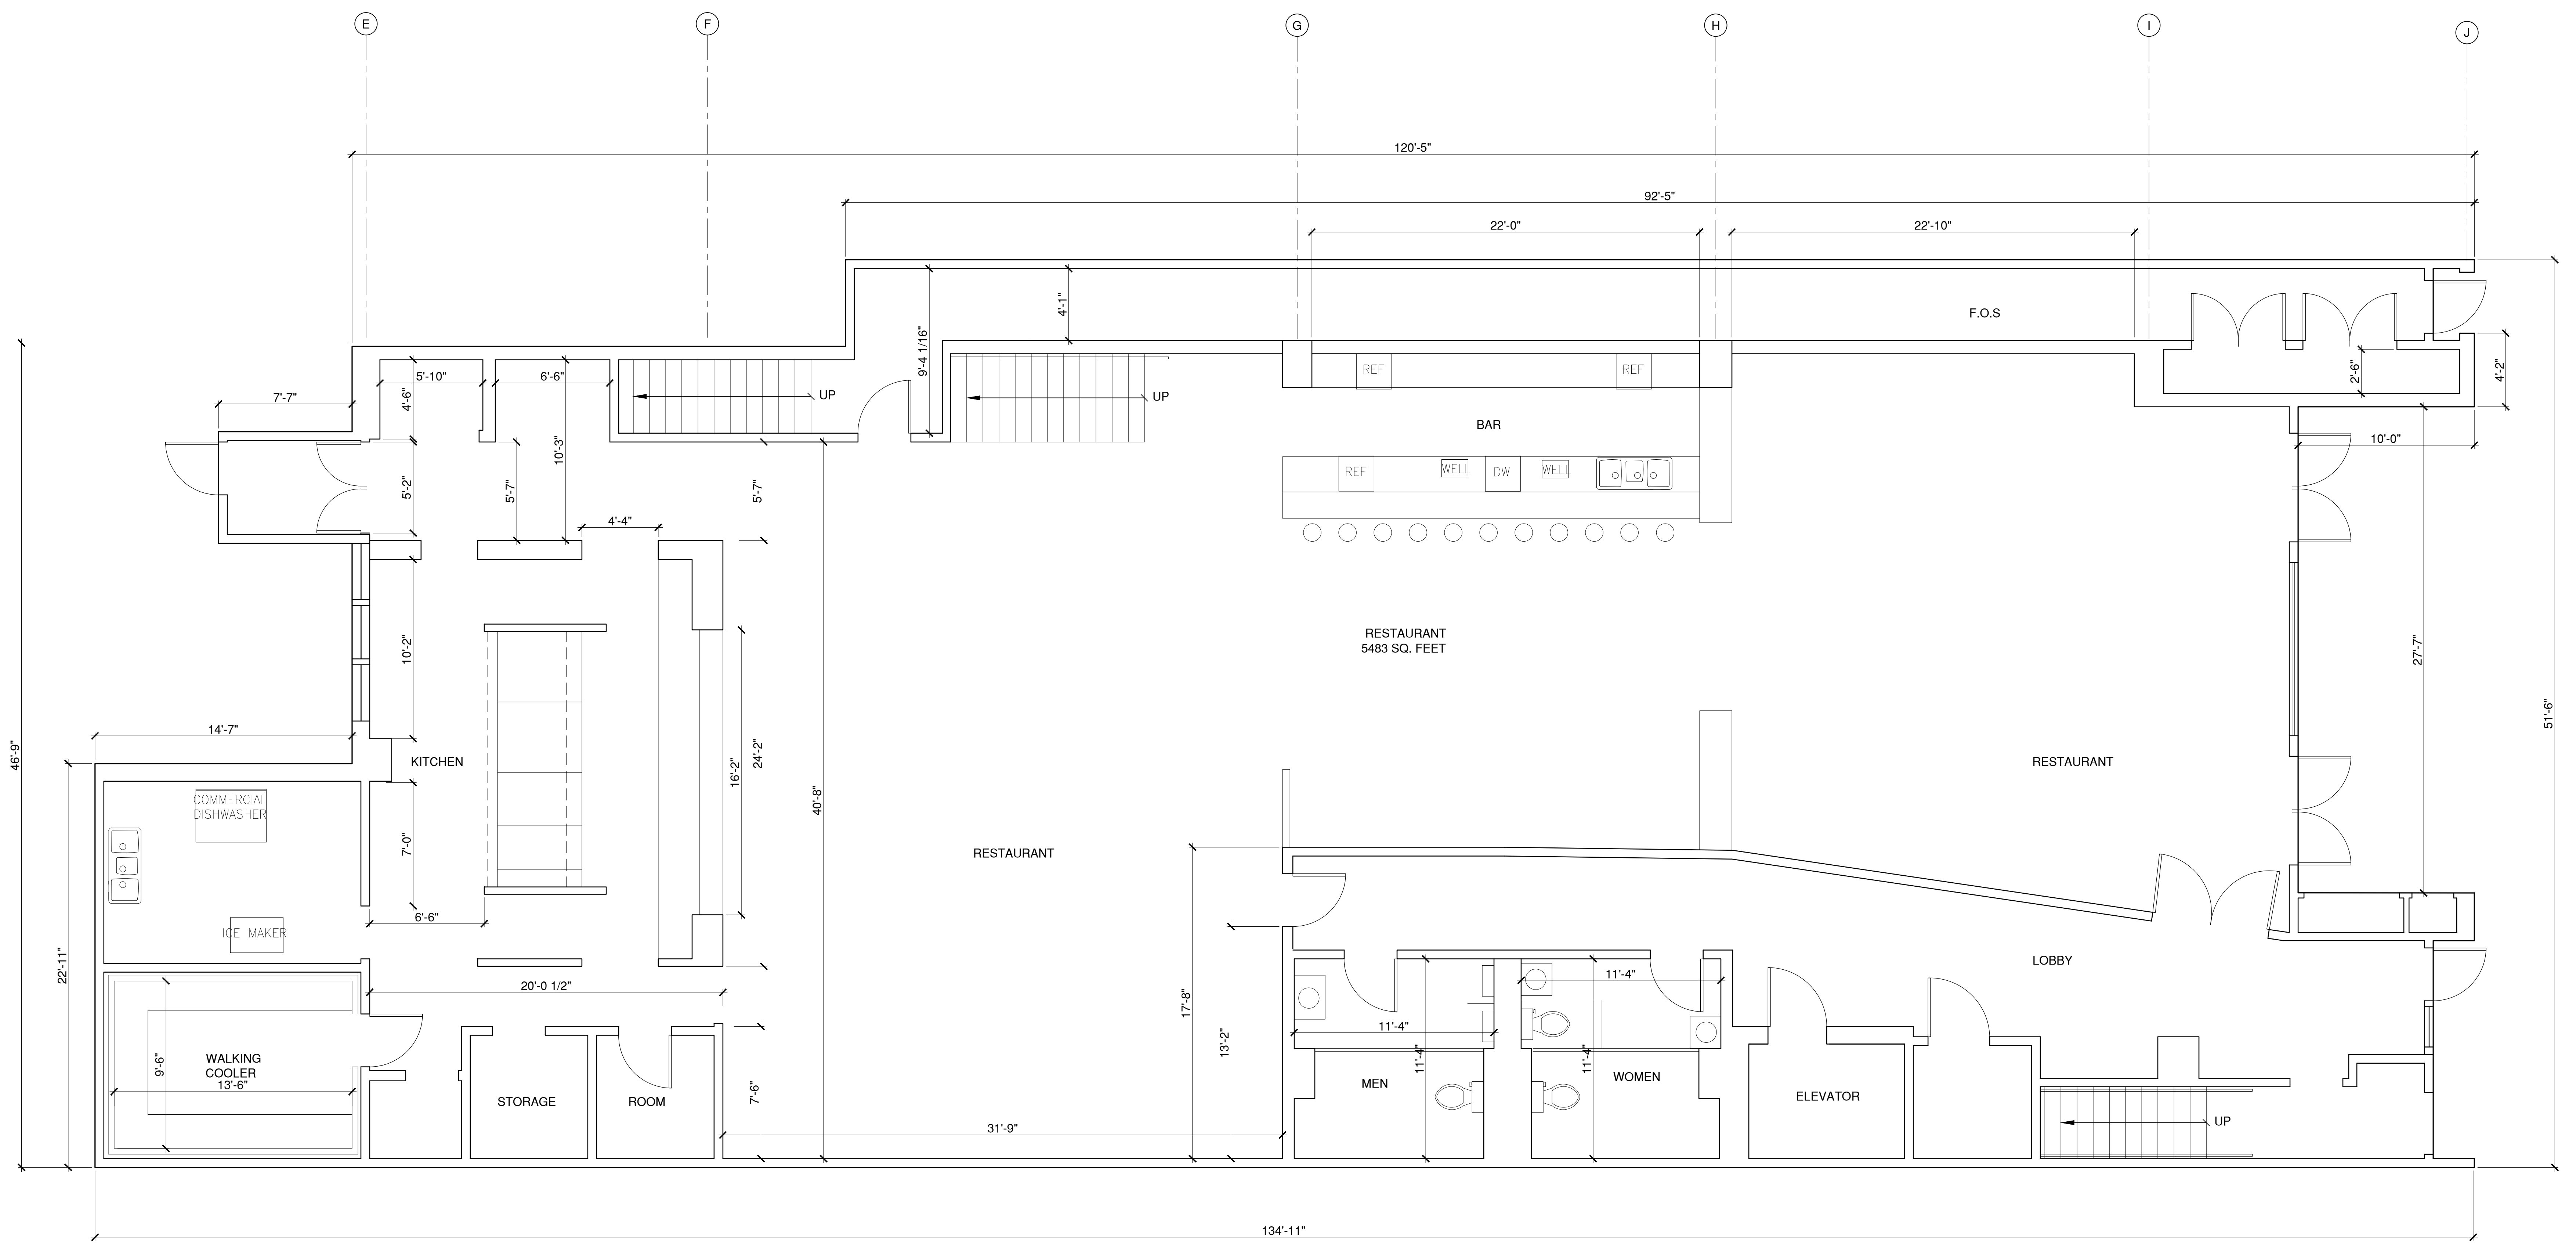 E
F
G
H
I
J
120'-5"
92'-5"
22'-0"
22'-10"
F.O.S
4'-1"
9'-4 1/16"
46'-9"
7'-7"
5'-10"
4'-6"
6'-6"
UP
UP
REF
REF
2'-6"
4'-2"
BAR
10'-0"
10'-3"
5'-2"
5'-7"
5'-7"
4'-4"
REF
WELL
DW
WELL
RESTAURANT
5483 SQ. FEET
10'-2"
27'-7"
51'-6"
14'-7"
KITCHEN
16'-2"
24'-2"
40'-8"
RESTAURANT
COMMERCIAL
DISHWASHER
7'-0"
RESTAURANT
6'-6"
ICE MAKER
22'-11"
LOBBY
20'-0 1/2"
17'-8"
13'-2"
11'-4"
11'-4"
11'-4"
11'-4"
WALKING
COOLER
13'-6"
9'-6"
STORAGE
ROOM
7'-6"
MEN
WOMEN
ELEVATOR
UP
31'-9"
134'-11"